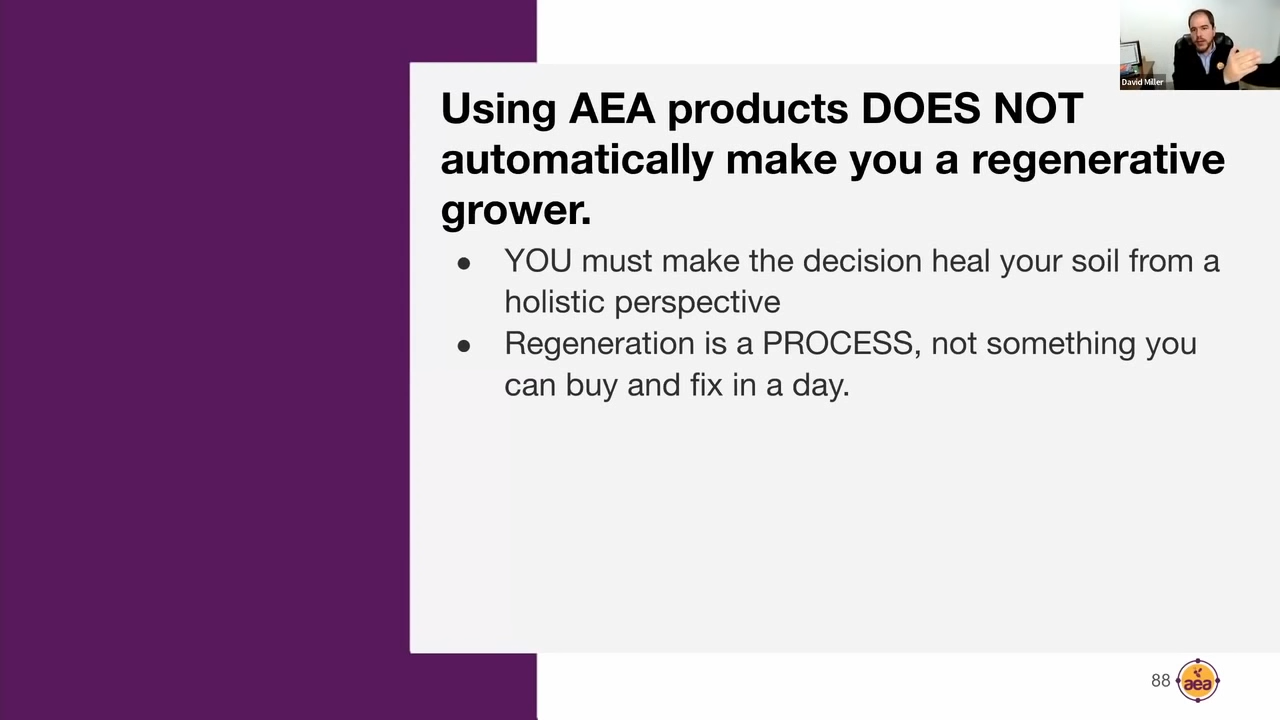 David Miller
Using AEA products DOES NOT
automatically make you a regenerative
grower.
● YOU must make the decision heal your soil from a
holistic perspective
● Regeneration is a PROCESS, not something you
can buy and fix in a day.
88
aea